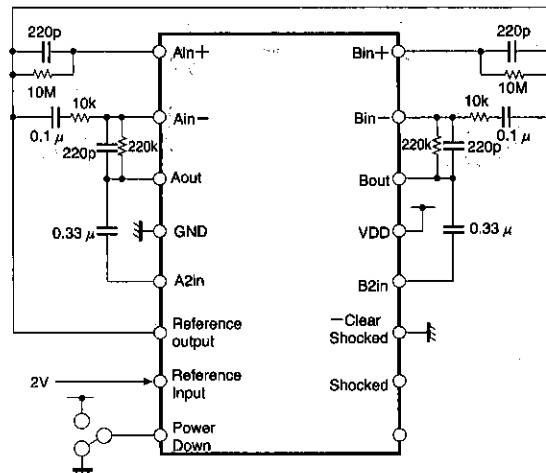 220p
10M
Ain+
Bin+
220p
10M
0.1 μ
10k
Ain−
Bin−
10k
0.1 μ
220p
220k
220k
220p
Aout
Bout
0.33 μ
GND
VDD
0.33 μ
A2in
B2in
Reference
output
−Clear
Shocked
2V
Reference
Input
Shocked
Power
Down